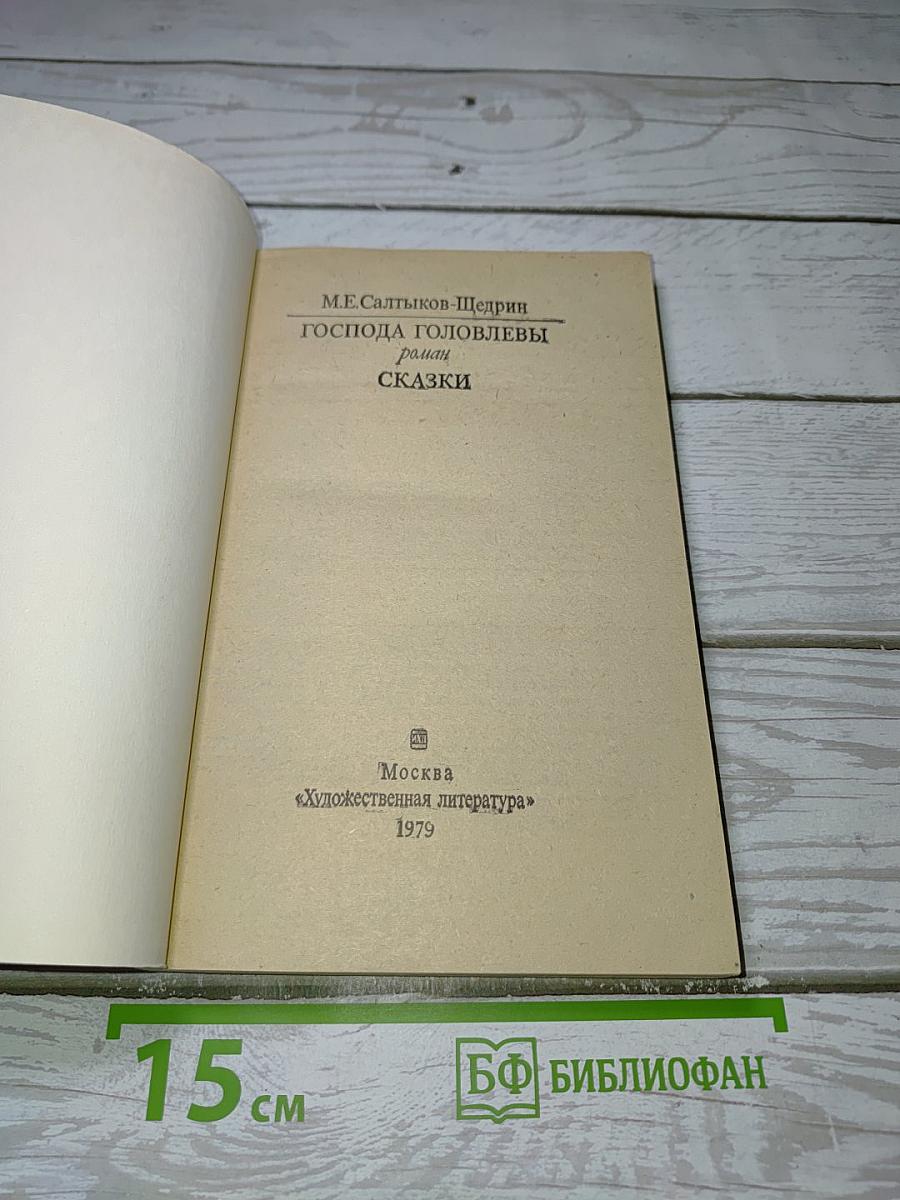 М.Е.Салтыков-Щедрин
ГОСПОДА ГОЛОВЛЕВЫ
роман
СКАЗКИ
Москва
«Художественная литература»
1979
15 см
БФ БИБЛИОФАН